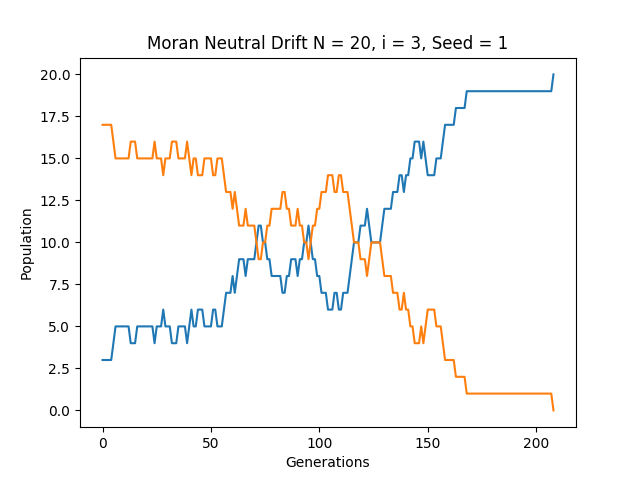 Moran Neutral Drift N = 20, i = 3, Seed = 1
20.0
17.5
15.0
12.5
10.0
7.5
5.0
2.5
0.0
Population
0 50 100 150 200
Generations